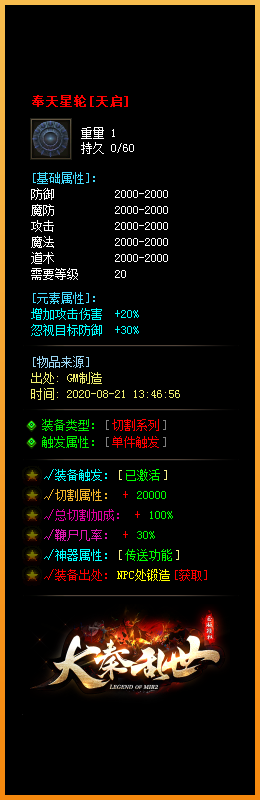 奉天星轮[天启]
重量 1
持久 0/60
[基础属性]:
防御 2000-2000
魔防 2000-2000
攻击 2000-2000
魔法 2000-2000
道术 2000-2000
需要等级 20
[元素属性]:
增加攻击伤害 +20%
忽视目标防御 +30%
[物品来源]
出处: GM制造
时间: 2020-08-21 13:46:56
装备类型: [切割系列]
触发属性: [单件触发]
√装备触发: [已激活]
√切割属性: + 20000
√总切割加成: + 100%
√鞭尸几率: + 30%
√神器属性: [传送功能]
√装备出处: NPC处锻造[获取]
大秦乱世
LEGEND OF MIR2